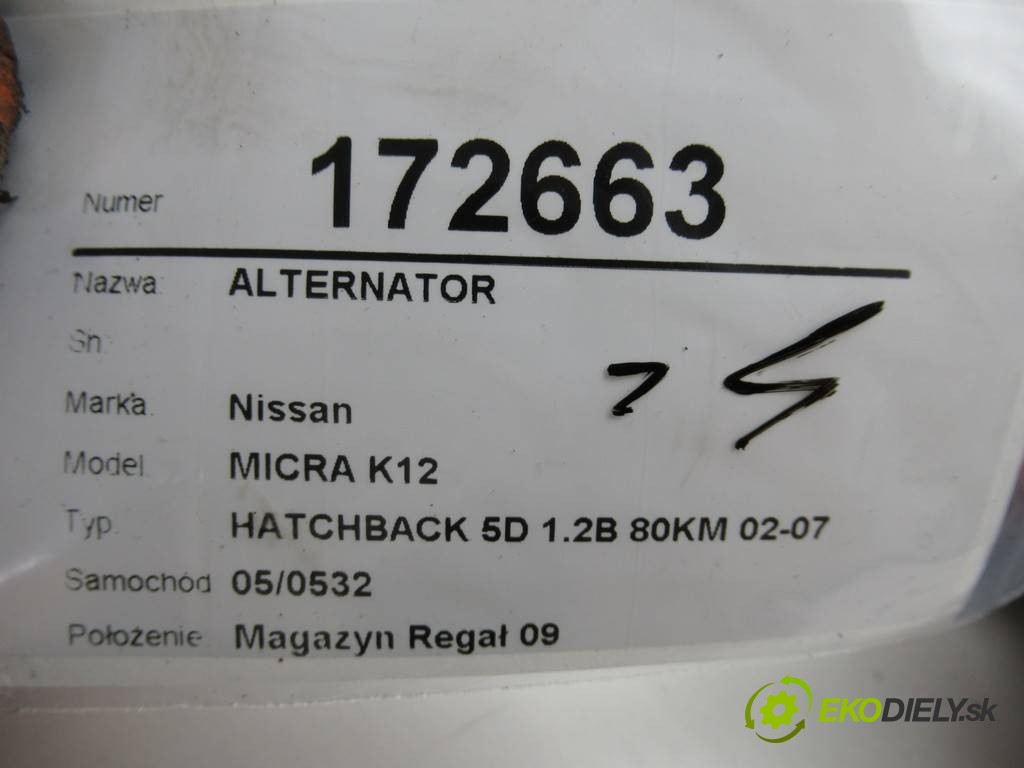 Numer 172663
Nazwa: ALTERNATOR
Sn:
Marka: Nissan
Model: MICRA K12
Typ: HATCHBACK 5D 1.2B 80KM 02-07
Samochód 05/0532
Położenie: Magazyn Regał 09
EKODIELY.sk